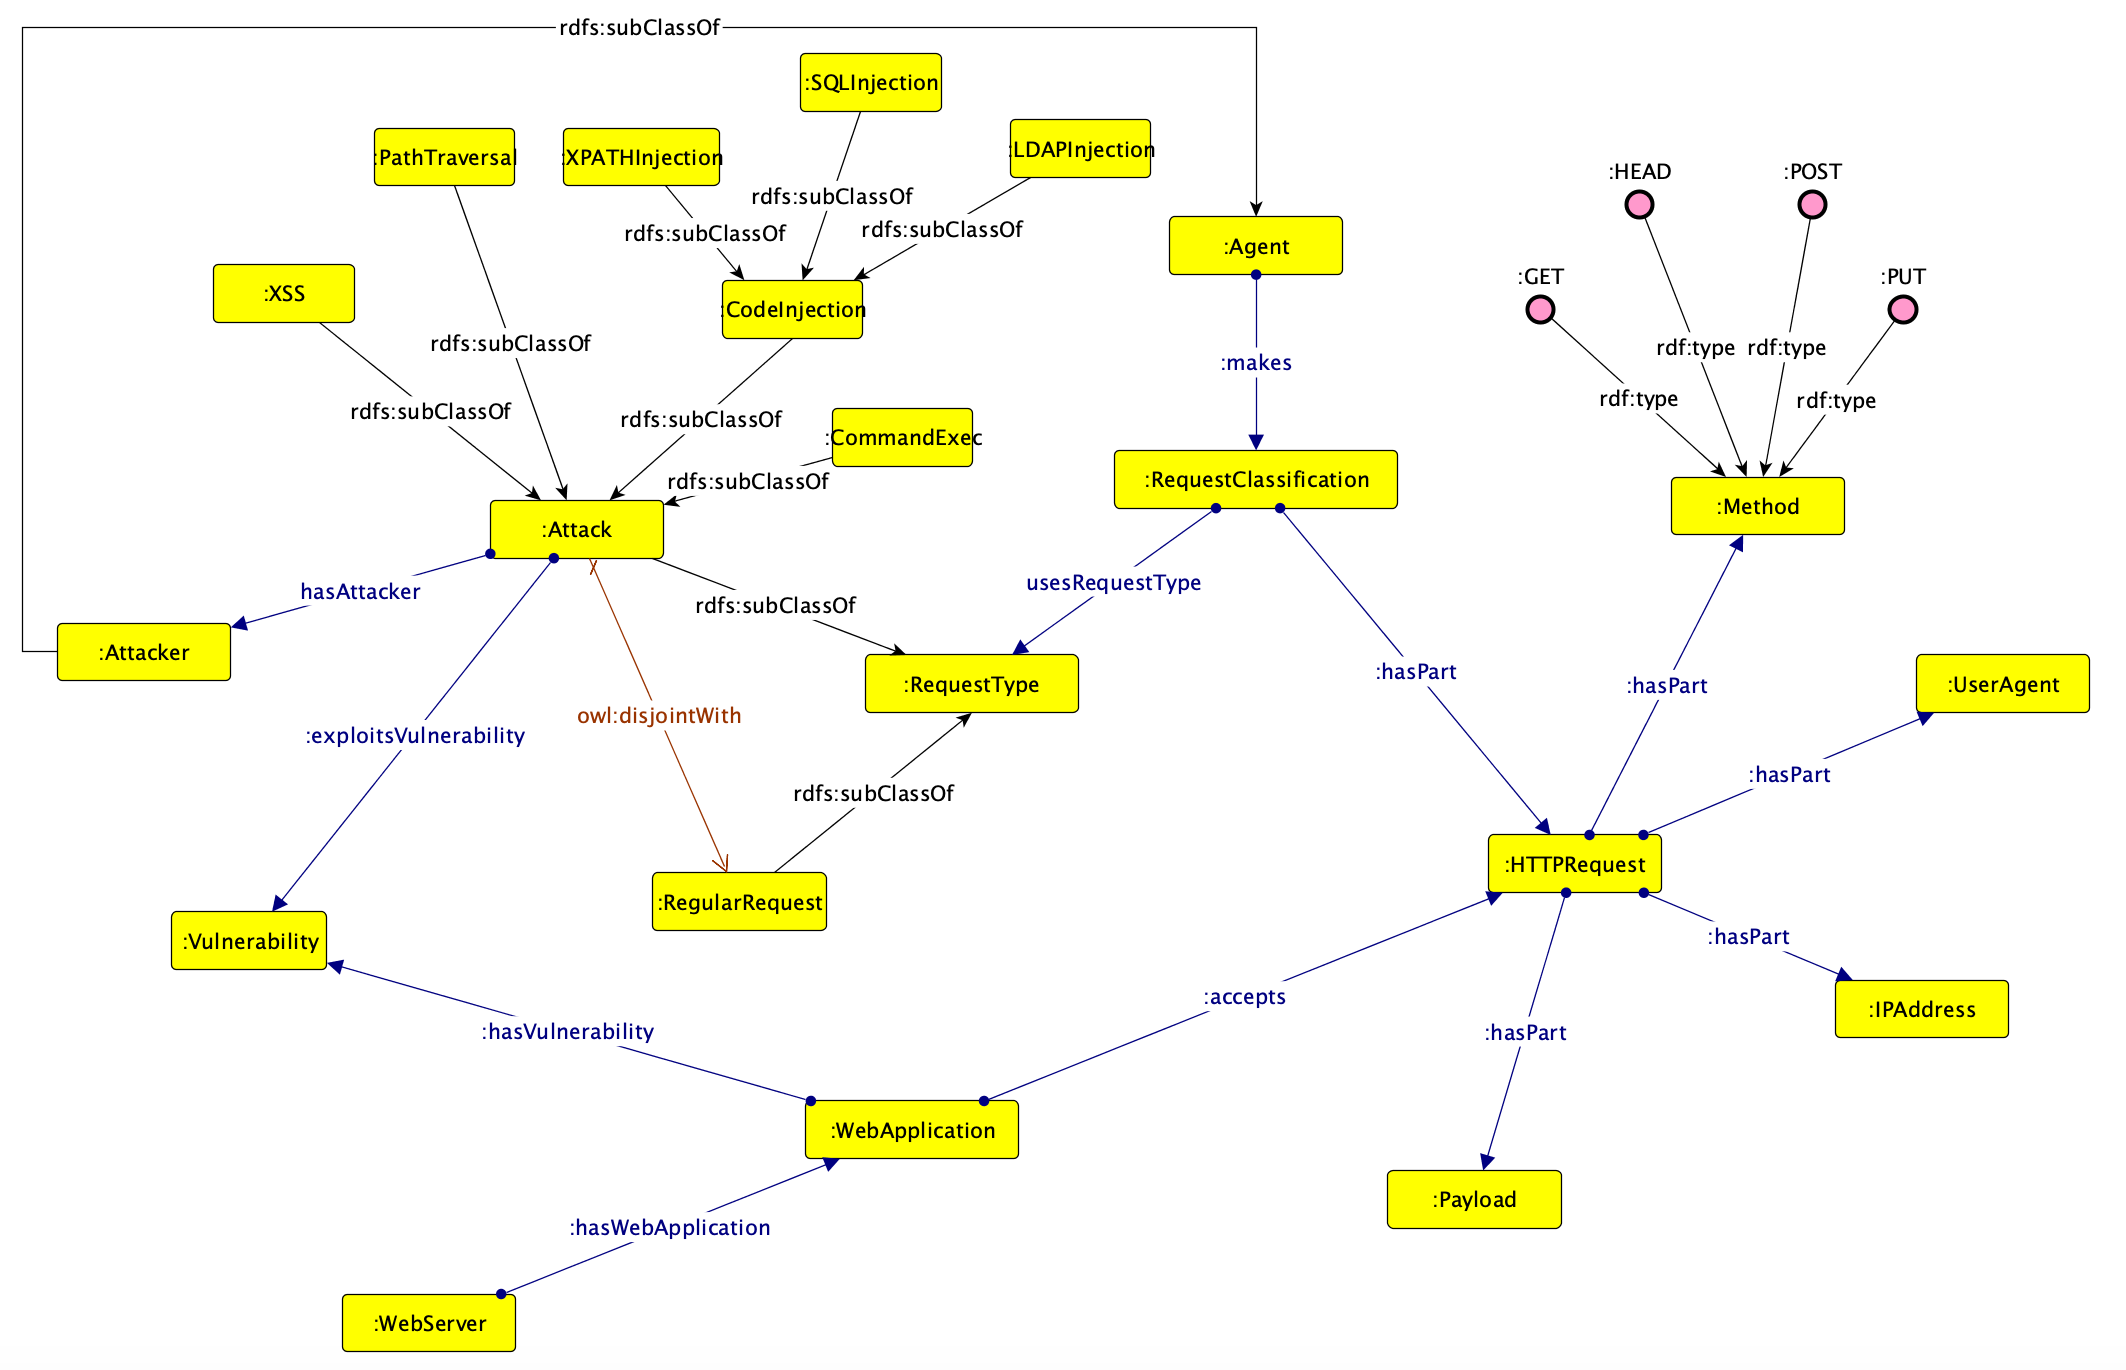 rdfs:subClassOf
:SQLInjection
:PathTraversal
:XPATHInjection
:LDAPInjection
:HEAD
:POST
rdfs:subClassOf
rdfs:subClassOf
rdfs:subClassOf
:Agent
:GET
:PUT
:XSS
:CodeInjection
rdfs:subClassOf
:makes
rdf:type
rdf:type
rdf:type
rdf:type
rdfs:subClassOf
rdfs:subClassOf
:CommandExec
rdfs:subClassOf
:RequestClassification
:Method
:Attack
hasAttacker
rdfs:subClassOf
usesRequestType
:Attacker
:RequestType
:hasPart
:hasPart
:UserAgent
owl:disjointWith
:exploitsVulnerability
:hasPart
rdfs:subClassOf
:HTTPRequest
:RegularRequest
:Vulnerability
:hasPart
:accepts
:IPAddress
:hasVulnerability
:hasPart
:WebApplication
:Payload
:hasWebApplication
:WebServer